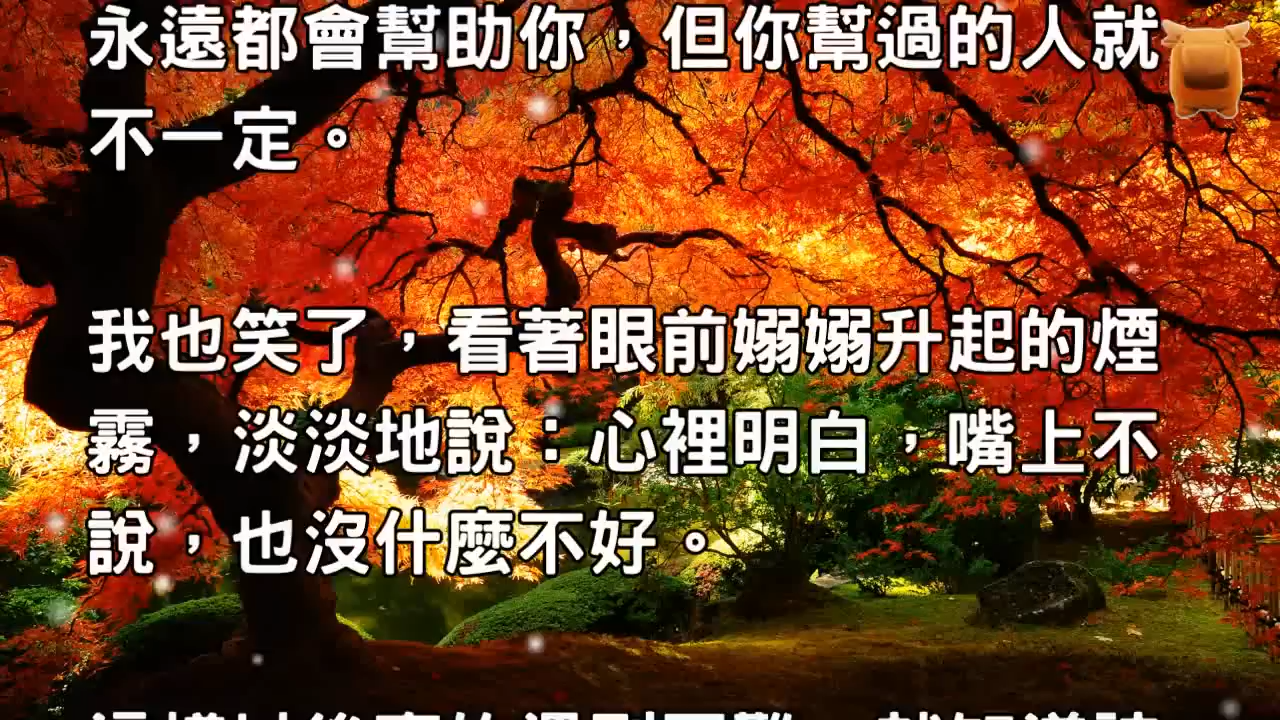 永遠都會幫助你，但你幫過的人就
不一定。
我也笑了，看著眼前嫋嫋升起的煙
霧，淡淡地說：心裡明白，嘴上不
說，也沒什麼不好。